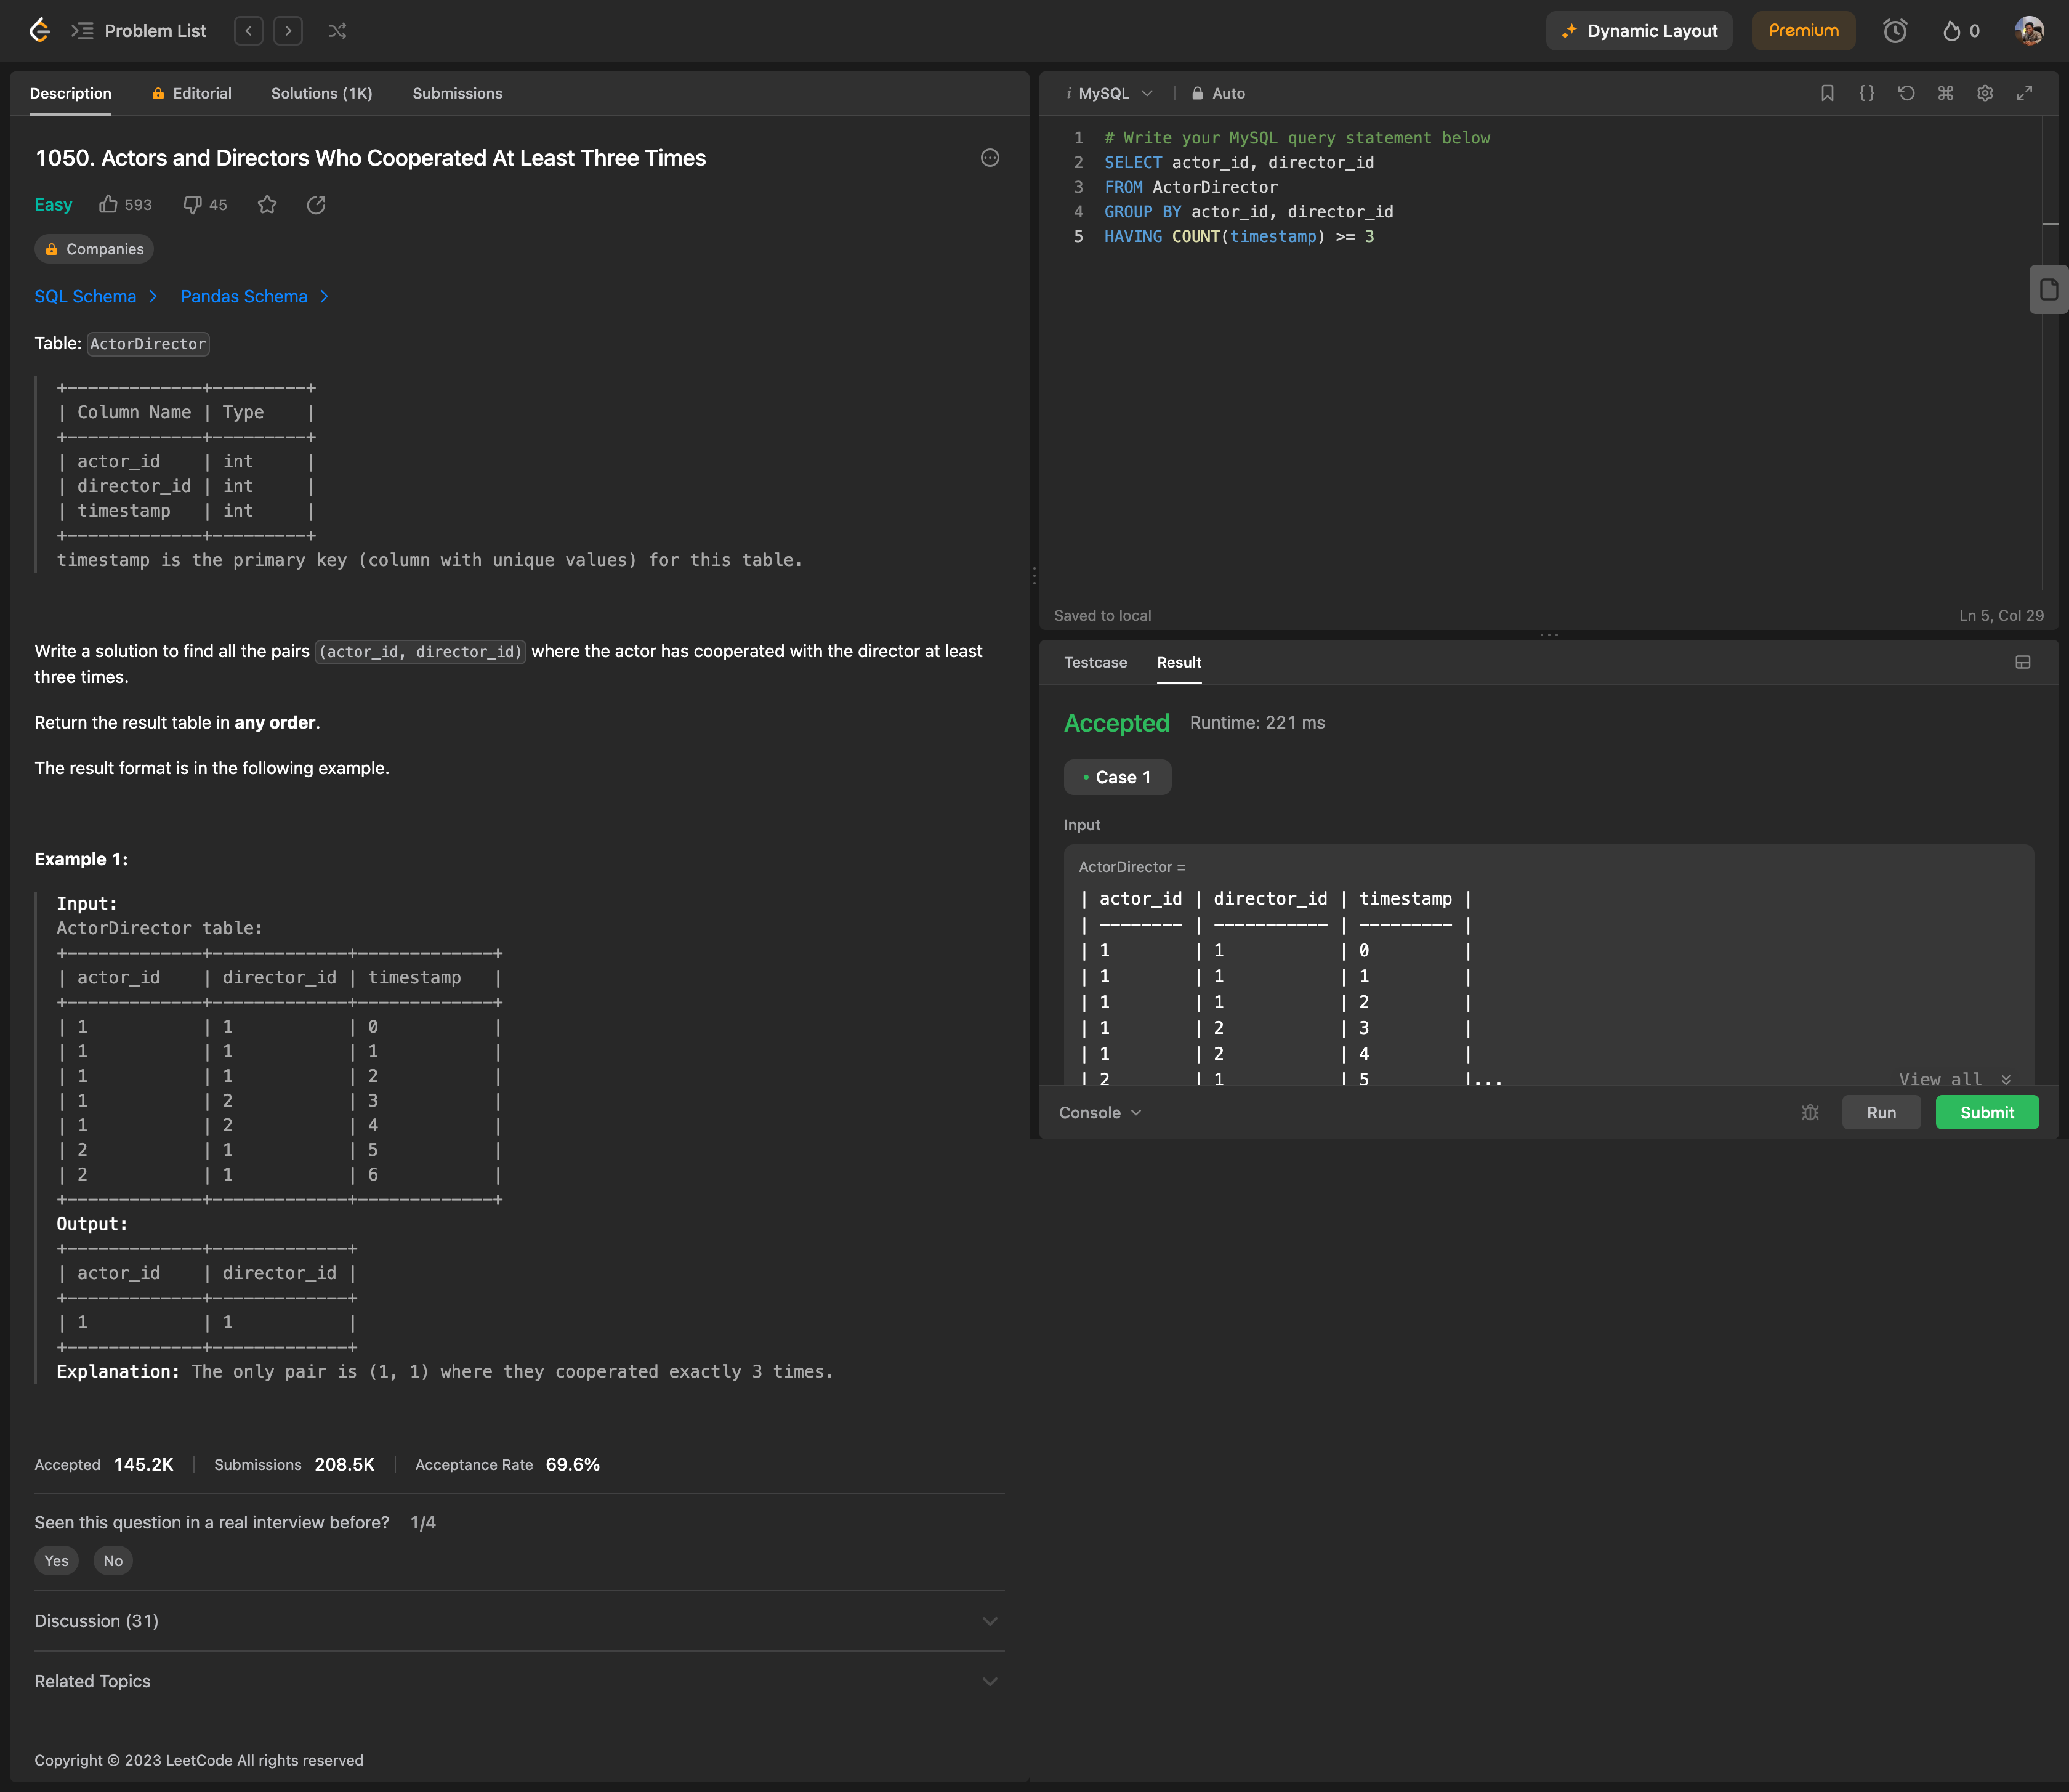 Problem List
Dynamic Layout
Premium
0
Description
Editorial
Solutions (1K)
Submissions
1050. Actors and Directors Who Cooperated At Least Three Times
Easy
593
45
Companies
SQL Schema
Pandas Schema
Table: ActorDirector
+-------------+---------+
| Column Name | Type    |
+-------------+---------+
| actor_id    | int     |
| director_id | int     |
| timestamp   | int     |
+-------------+---------+
timestamp is the primary key (column with unique values) for this table.
Write a solution to find all the pairs (actor_id, director_id) where the actor has cooperated with the director at least
three times.
Return the result table in any order.
The result format is in the following example.
Example 1:
Input:
ActorDirector table:
+-------------+-------------+-------------+
| actor_id    | director_id | timestamp   |
+-------------+-------------+-------------+
| 1           | 1           | 0           |
| 1           | 1           | 1           |
| 1           | 1           | 2           |
| 1           | 2           | 3           |
| 1           | 2           | 4           |
| 2           | 1           | 5           |
| 2           | 1           | 6           |
+-------------+-------------+-------------+
Output:
+-------------+-------------+
| actor_id    | director_id |
+-------------+-------------+
| 1           | 1           |
+-------------+-------------+
Explanation: The only pair is (1, 1) where they cooperated exactly 3 times.
Accepted 145.2K
Submissions 208.5K
Acceptance Rate 69.6%
Seen this question in a real interview before? 1/4
Yes
No
Discussion (31)
Related Topics
Copyright © 2023 LeetCode All rights reserved
i MySQL
Auto
1 # Write your MySQL query statement below
2 SELECT actor_id, director_id
3 FROM ActorDirector
4 GROUP BY actor_id, director_id
5 HAVING COUNT(timestamp) >= 3
Saved to local
Ln 5, Col 29
Testcase
Result
Accepted
Runtime: 221 ms
Case 1
Input
ActorDirector =
| actor_id | director_id | timestamp |
| -------- | ----------- | --------- |
| 1        | 1           | 0         |
| 1        | 1           | 1         |
| 1        | 1           | 2         |
| 1        | 2           | 3         |
| 1        | 2           | 4         |
| 2        | 1           | 5         |...
View all
Console
Run
Submit